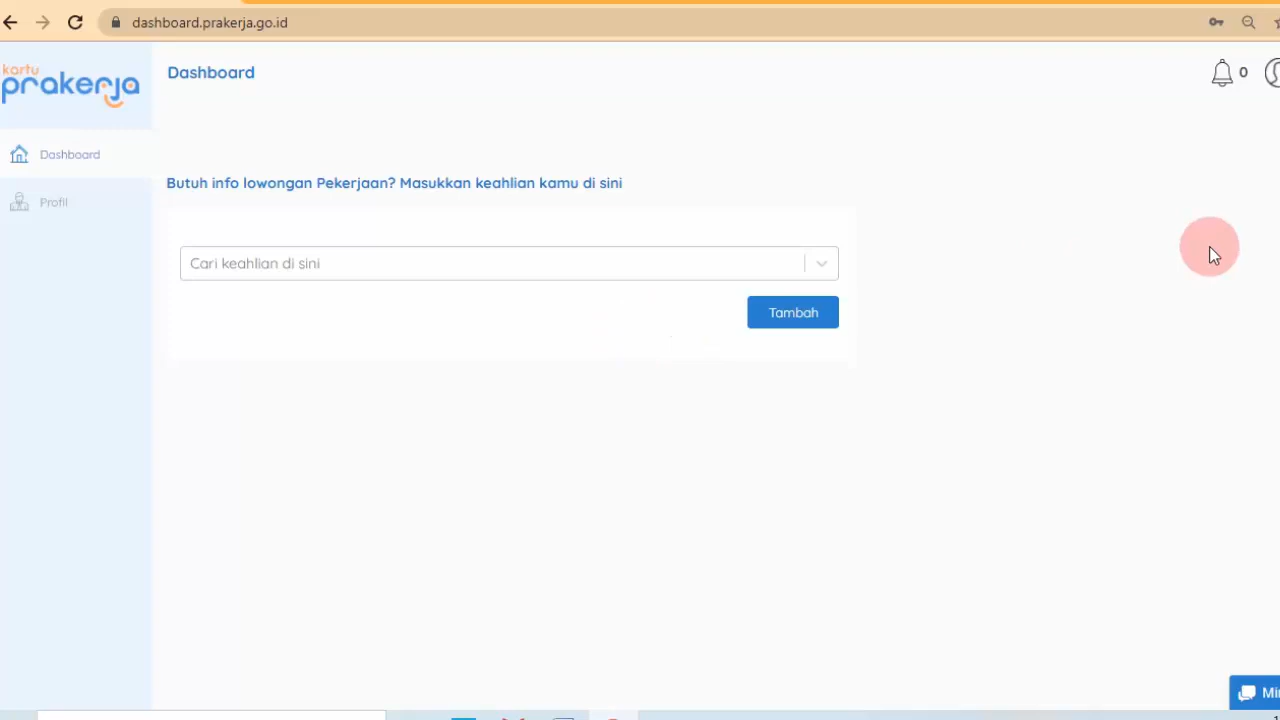 dashboard.prakerja.go.id
kartu
prakerja
Dashboard
0
Dashboard
Profil
Butuh info lowongan Pekerjaan? Masukkan keahlian kamu di sini
Cari keahlian di sini
Tambah